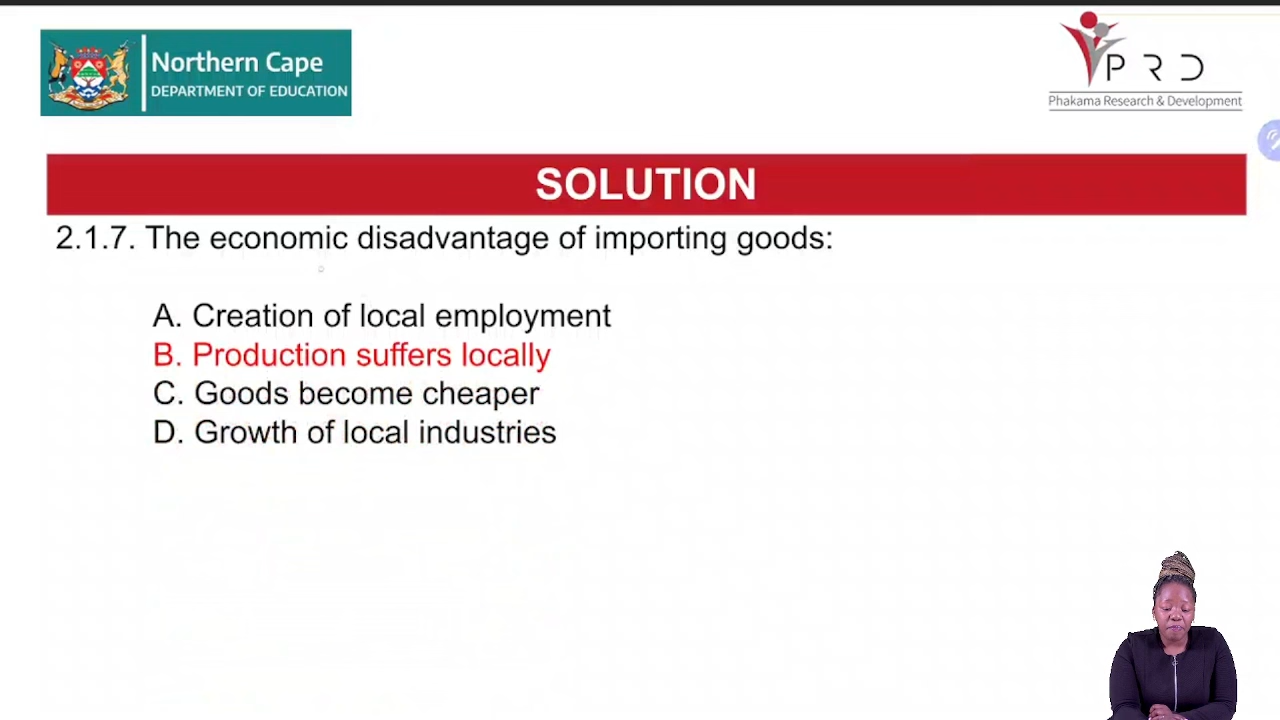 Northern Cape
DEPARTMENT OF EDUCATION
P R D
Phakama Research & Development
SOLUTION
2.1.7. The economic disadvantage of importing goods:
A. Creation of local employment
B. Production suffers locally
C. Goods become cheaper
D. Growth of local industries